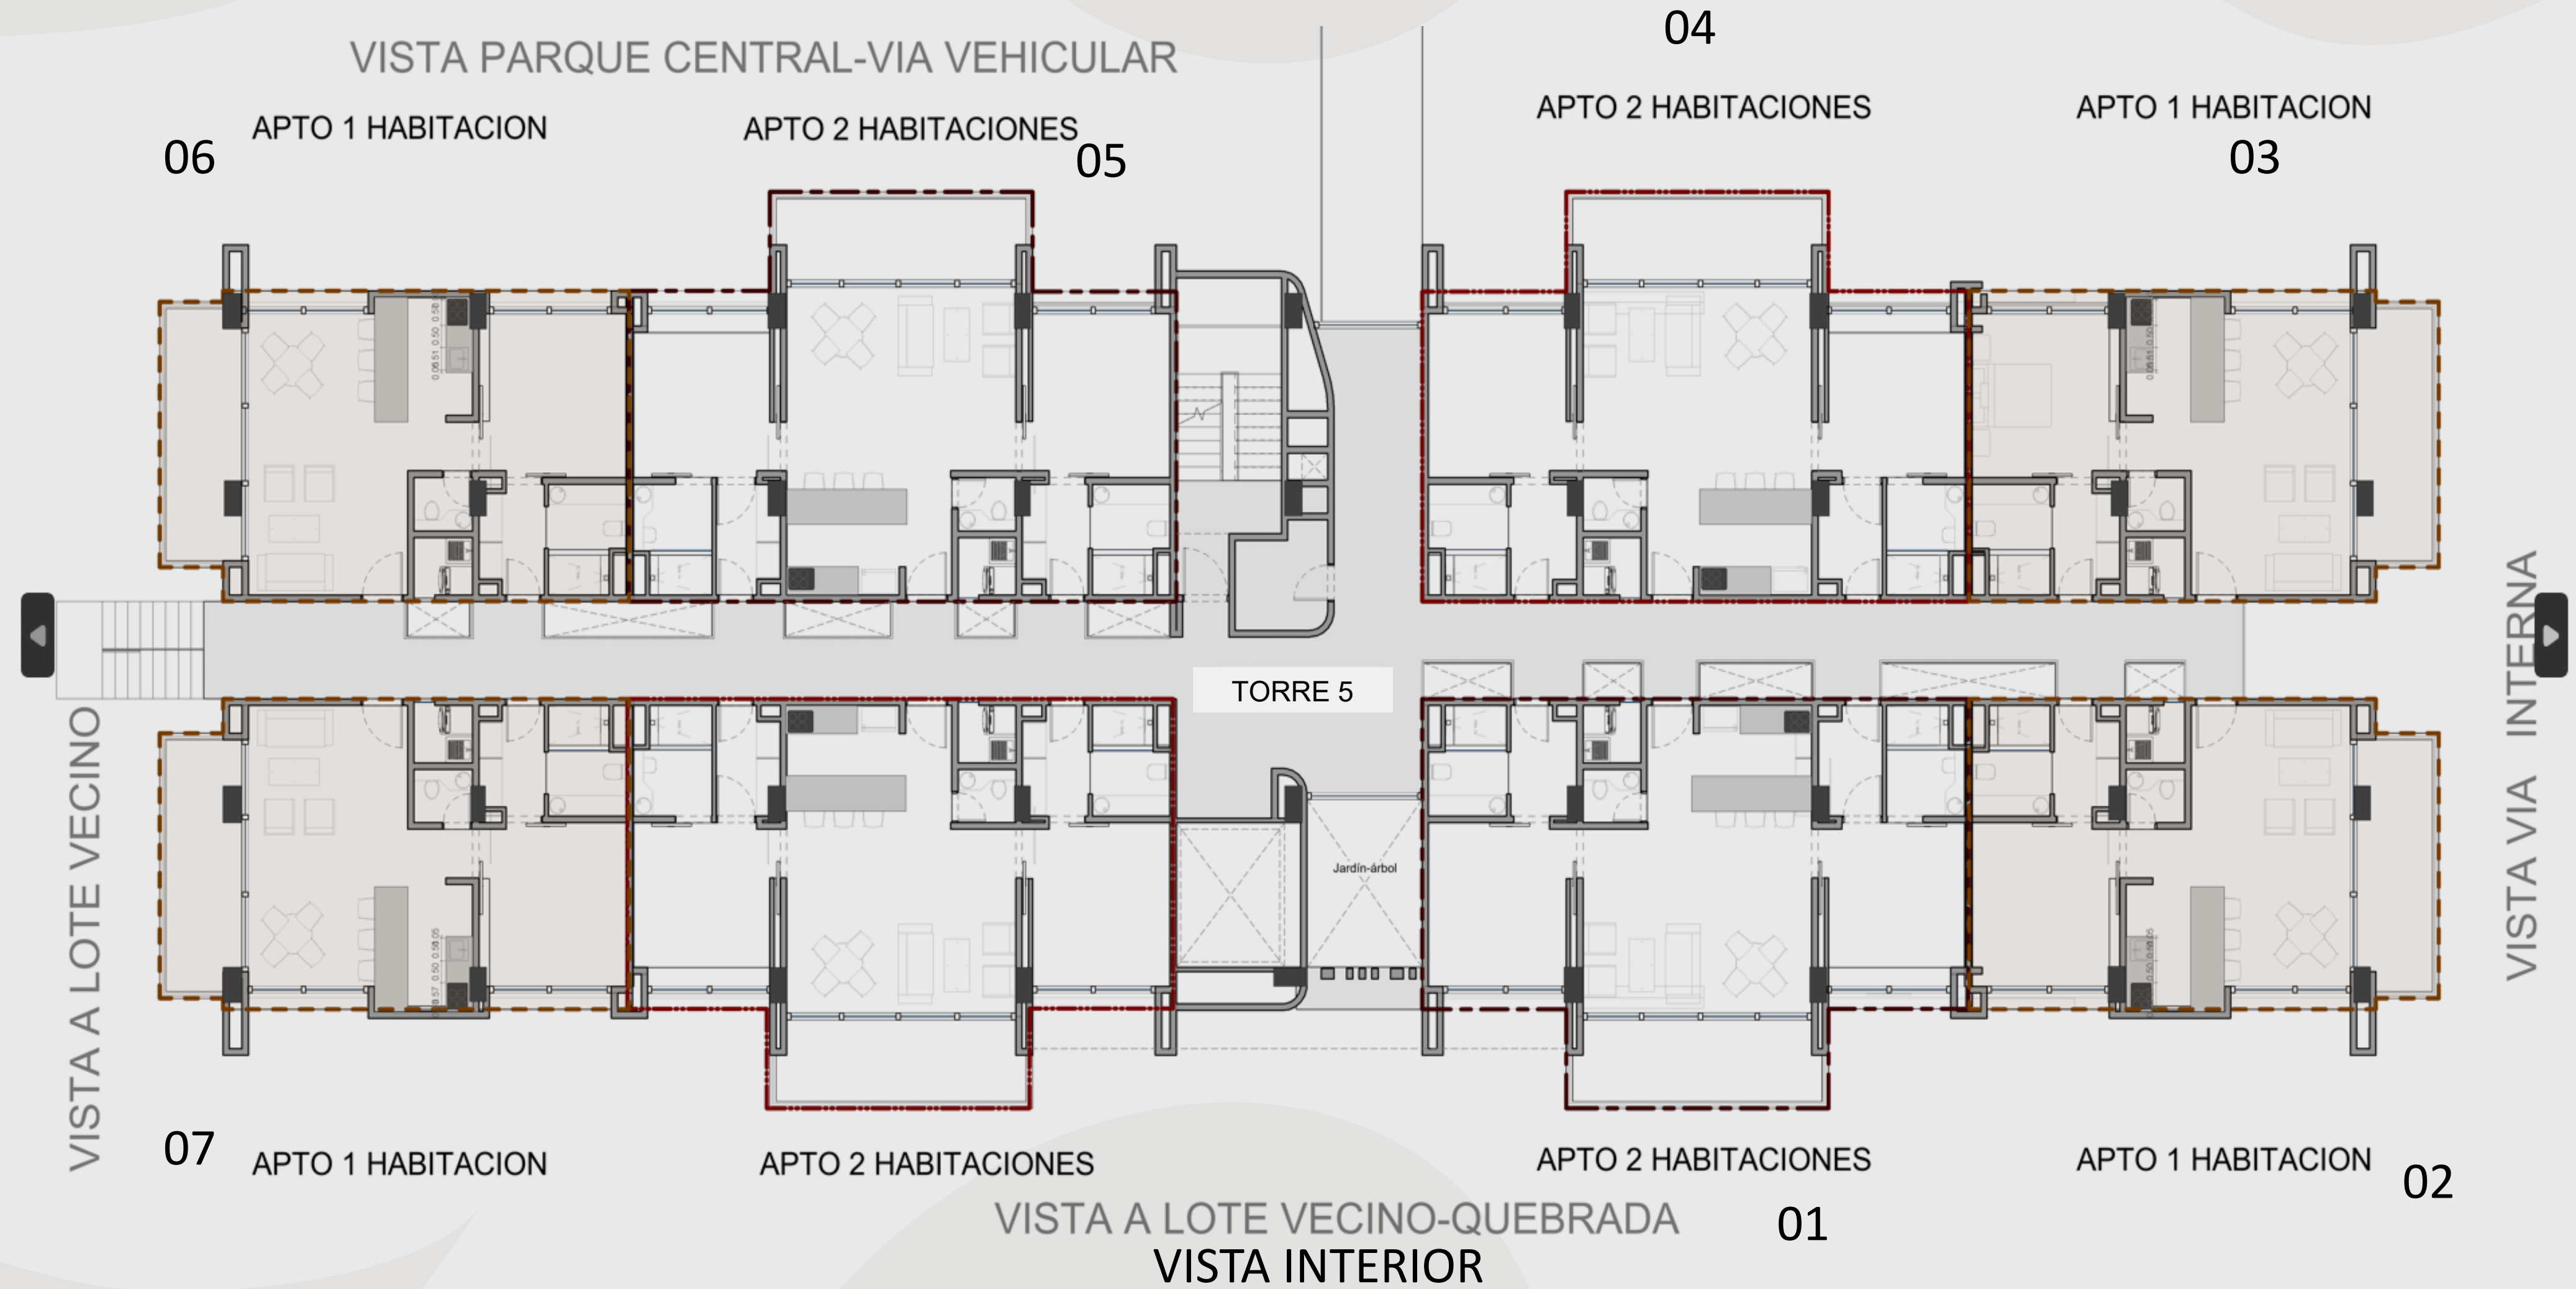 04
VISTA PARQUE CENTRAL-VIA VEHICULAR
APTO 1 HABITACION
APTO 2 HABITACIONES
APTO 2 HABITACIONES
APTO 1 HABITACION
06
05
03
TORRE 5
Jardín-árbol
VISTA A LOTE VECINO
VISTA VIA INTERNA
07
APTO 1 HABITACION
APTO 2 HABITACIONES
APTO 2 HABITACIONES
APTO 1 HABITACION
02
VISTA A LOTE VECINO-QUEBRADA
01
VISTA INTERIOR